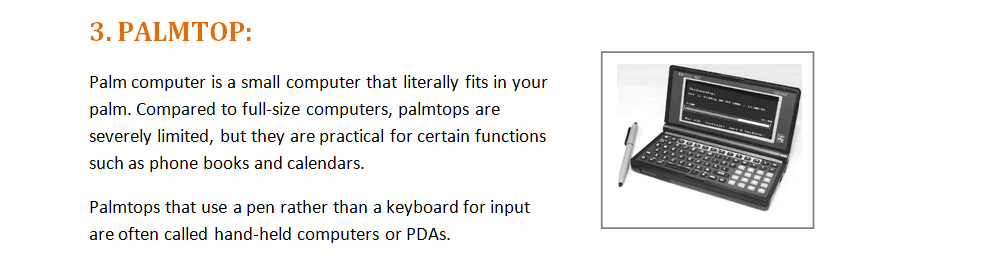 3. PALMTOP:
Palm computer is a small computer that literally fits in your
palm. Compared to full-size computers, palmtops are
severely limited, but they are practical for certain functions
such as phone books and calendars.
Palmtops that use a pen rather than a keyboard for input
are often called hand-held computers or PDAs.